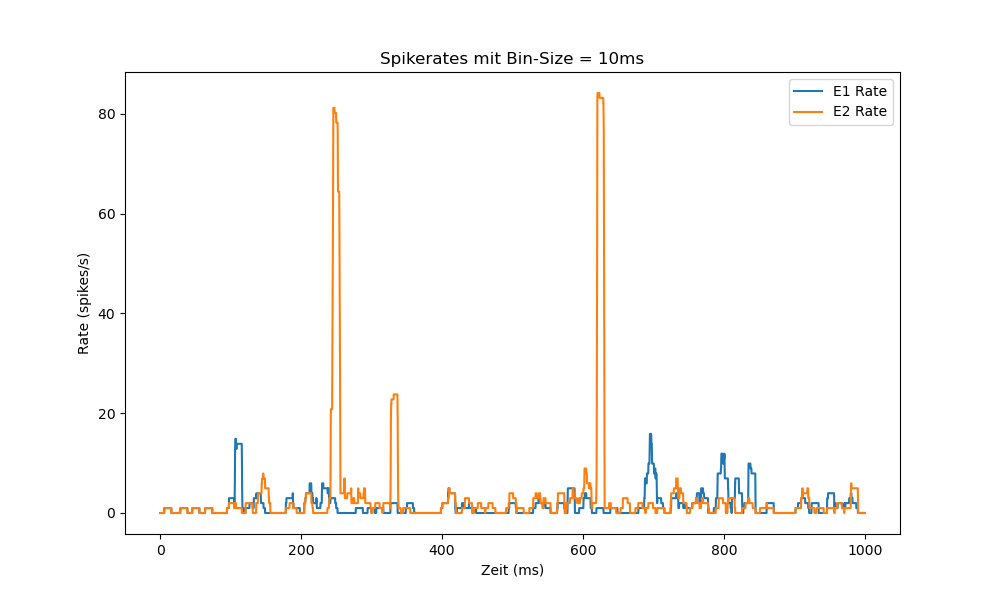 Spikerates mit Bin-Size = 10ms
E1 Rate
E2 Rate
Rate (spikes/s)
80
60
40
20
0
0 200 400 600 800 1000
Zeit (ms)